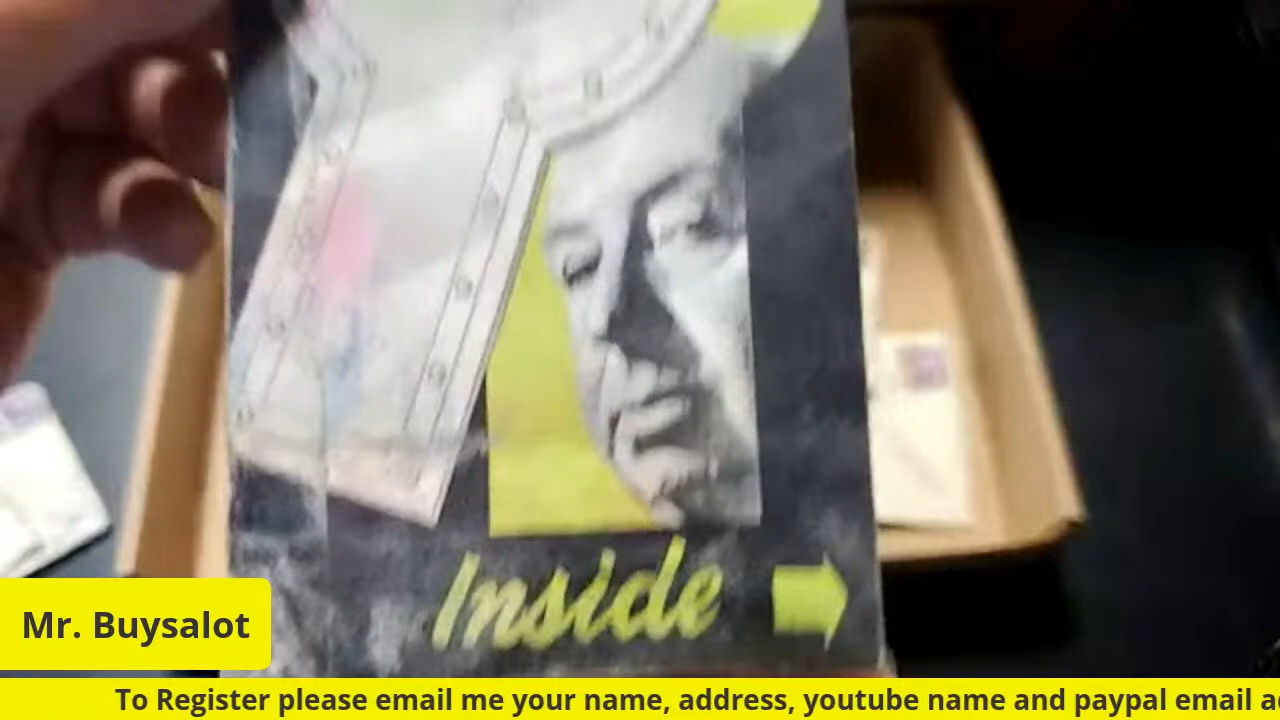 Inside
Mr. Buysalot
To Register please email me your name, address, youtube name and paypal email a